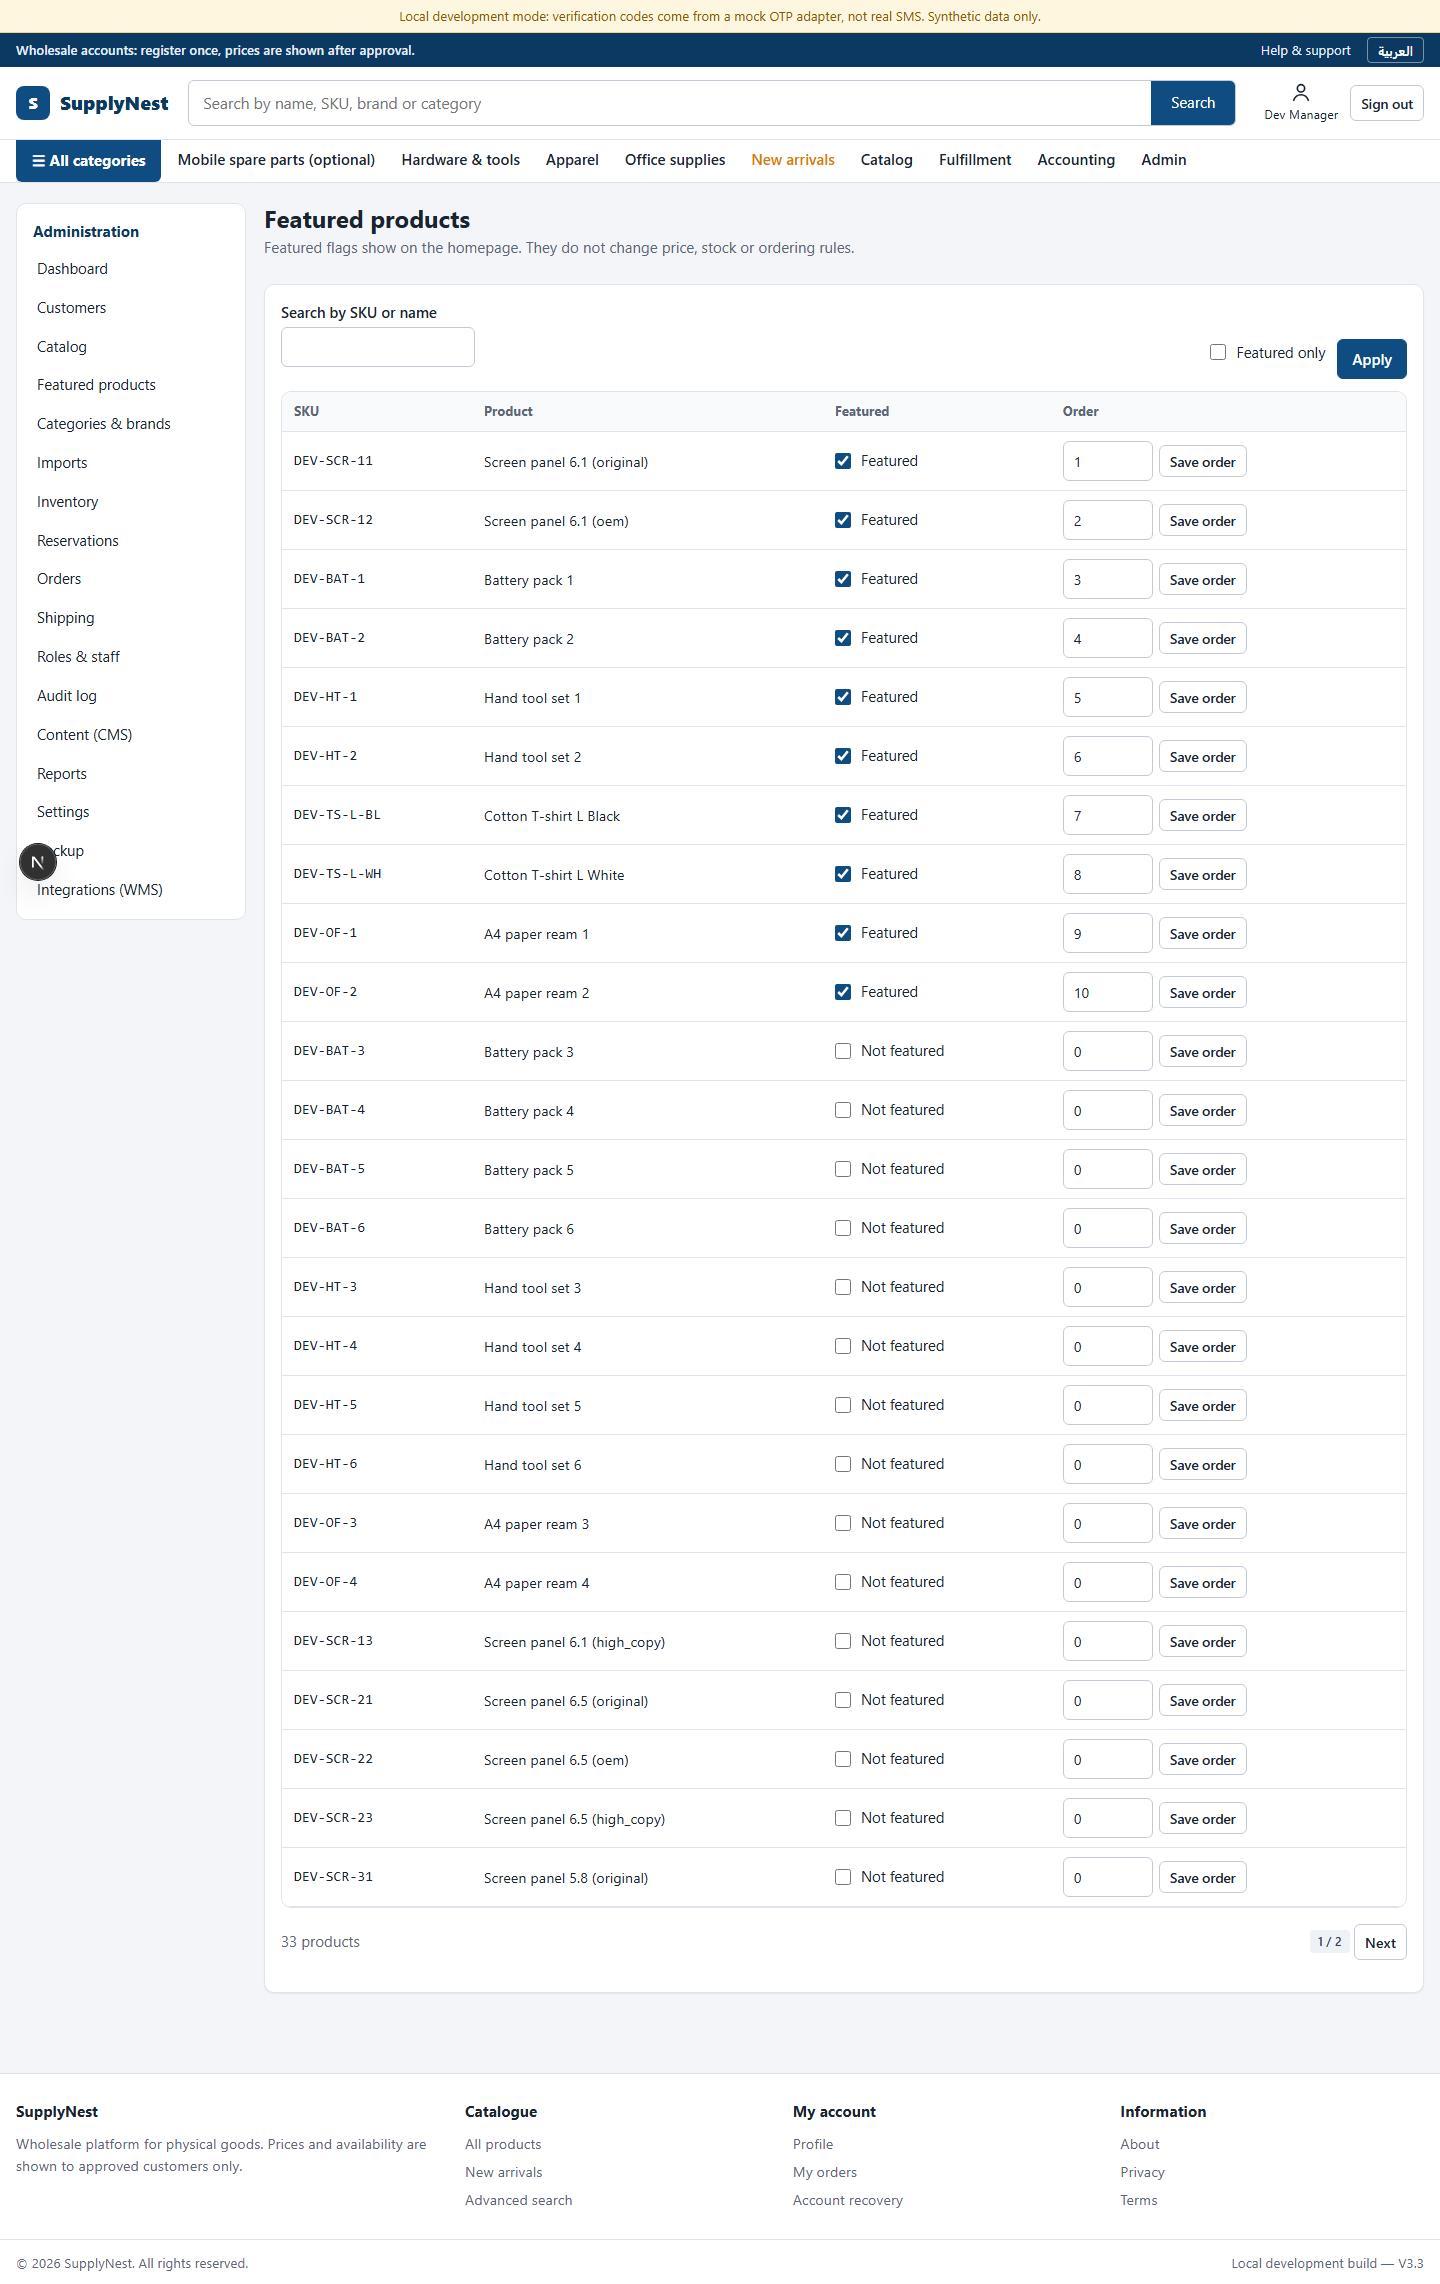 Local development mode: verification codes come from a mock OTP adapter, not real SMS. Synthetic data only.
Wholesale accounts: register once, prices are shown after approval.
Help & support
العربية
S
SupplyNest
Search by name, SKU, brand or category
Search
Dev Manager
Sign out
☰ All categories
Mobile spare parts (optional)
Hardware & tools
Apparel
Office supplies
New arrivals
Catalog
Fulfillment
Accounting
Admin
Administration
Dashboard
Customers
Catalog
Featured products
Categories & brands
Imports
Inventory
Reservations
Orders
Shipping
Roles & staff
Audit log
Content (CMS)
Reports
Settings
N
ckup
Integrations (WMS)
Featured products
Featured flags show on the homepage. They do not change price, stock or ordering rules.
Search by SKU or name
Featured only
Apply
SKU Product Featured Order
DEV-SCR-11 Screen panel 6.1 (original) Featured 1 Save order
DEV-SCR-12 Screen panel 6.1 (oem) Featured 2 Save order
DEV-BAT-1 Battery pack 1 Featured 3 Save order
DEV-BAT-2 Battery pack 2 Featured 4 Save order
DEV-HT-1 Hand tool set 1 Featured 5 Save order
DEV-HT-2 Hand tool set 2 Featured 6 Save order
DEV-TS-L-BL Cotton T-shirt L Black Featured 7 Save order
DEV-TS-L-WH Cotton T-shirt L White Featured 8 Save order
DEV-OF-1 A4 paper ream 1 Featured 9 Save order
DEV-OF-2 A4 paper ream 2 Featured 10 Save order
DEV-BAT-3 Battery pack 3 Not featured 0 Save order
DEV-BAT-4 Battery pack 4 Not featured 0 Save order
DEV-BAT-5 Battery pack 5 Not featured 0 Save order
DEV-BAT-6 Battery pack 6 Not featured 0 Save order
DEV-HT-3 Hand tool set 3 Not featured 0 Save order
DEV-HT-4 Hand tool set 4 Not featured 0 Save order
DEV-HT-5 Hand tool set 5 Not featured 0 Save order
DEV-HT-6 Hand tool set 6 Not featured 0 Save order
DEV-OF-3 A4 paper ream 3 Not featured 0 Save order
DEV-OF-4 A4 paper ream 4 Not featured 0 Save order
DEV-SCR-13 Screen panel 6.1 (high_copy) Not featured 0 Save order
DEV-SCR-21 Screen panel 6.5 (original) Not featured 0 Save order
DEV-SCR-22 Screen panel 6.5 (oem) Not featured 0 Save order
DEV-SCR-23 Screen panel 6.5 (high_copy) Not featured 0 Save order
DEV-SCR-31 Screen panel 5.8 (original) Not featured 0 Save order
33 products
1 / 2
Next
SupplyNest
Wholesale platform for physical goods. Prices and availability are
shown to approved customers only.
Catalogue
All products
New arrivals
Advanced search
My account
Profile
My orders
Account recovery
Information
About
Privacy
Terms
© 2026 SupplyNest. All rights reserved.
Local development build — V3.3